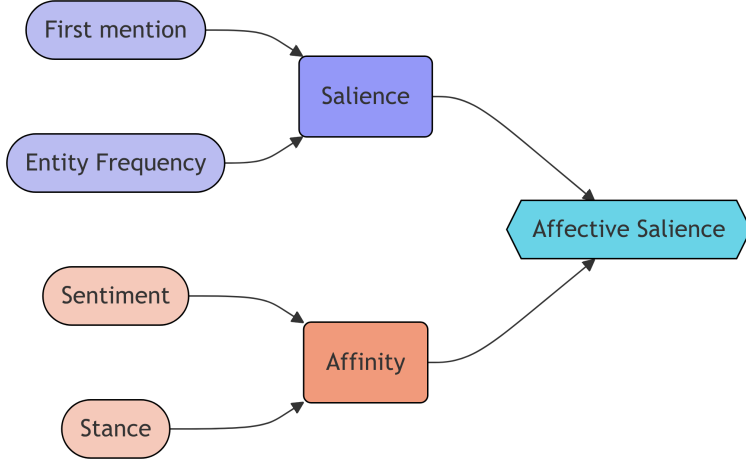 First mention
Salience
Entity Frequency
Affective Salience
Sentiment
Affinity
Stance